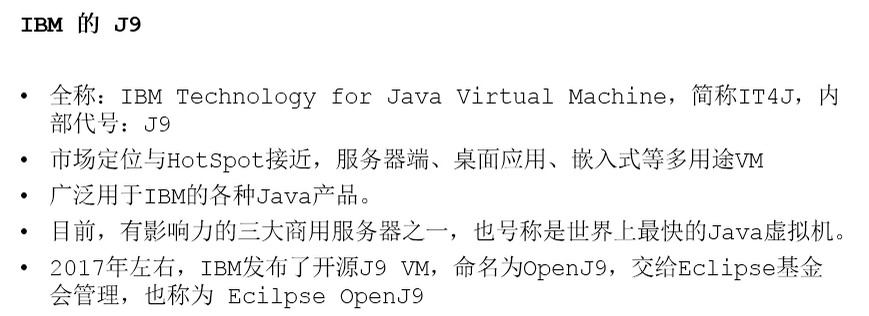 IBM 的 J9
• 全称：IBM Technology for Java Virtual Machine，简称IT4J，内
部代号：J9
• 市场定位与HotSpot接近，服务器端、桌面应用、嵌入式等多用途VM
• 广泛用于IBM的各种Java产品。
• 目前，有影响力的三大商用服务器之一，也号称是世界上最快的Java虚拟机。
• 2017年左右，IBM发布了开源J9 VM，命名为OpenJ9，交给Eclipse基金
会管理，也称为 Ecilpse OpenJ9